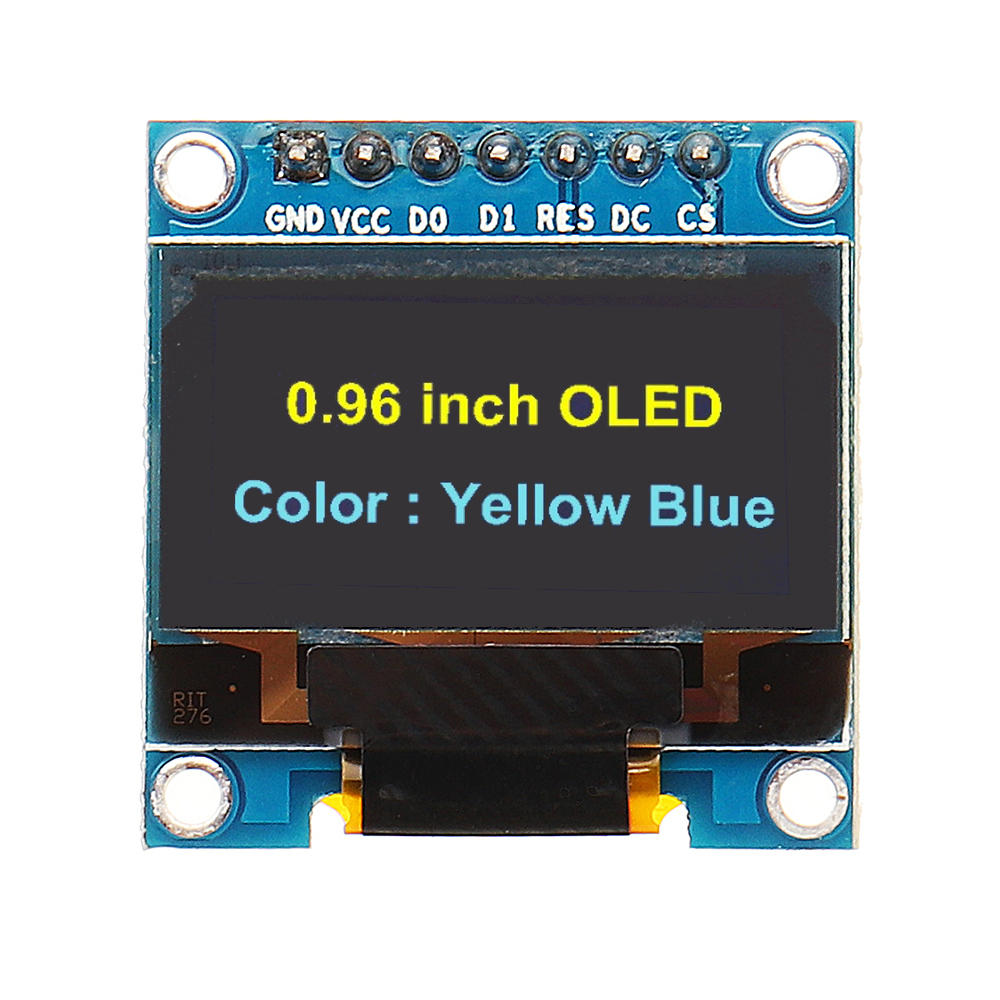 GND VCC D0 D1 RES DC CS
0.96 inch OLED
Color : Yellow Blue
RIT
276